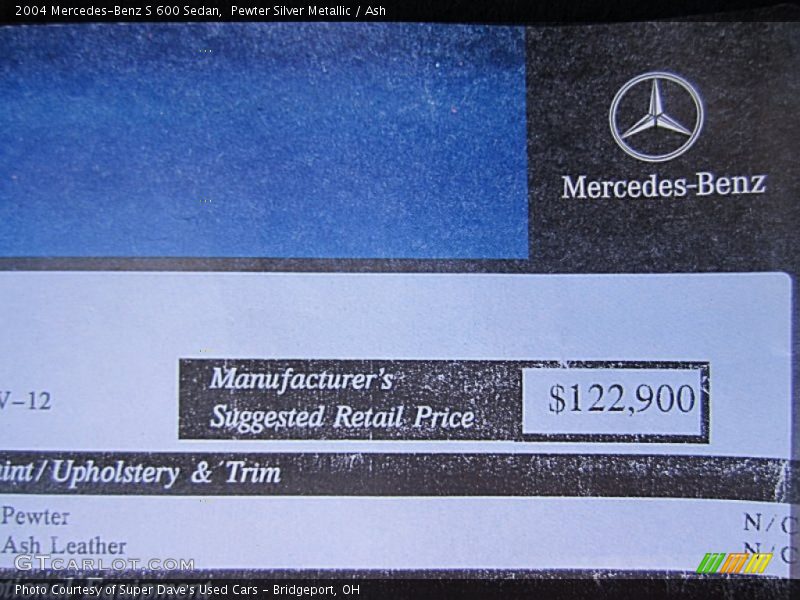 2004 Mercedes-Benz S 600 Sedan,  Pewter Silver Metallic / Ash
Mercedes-Benz
V-12
Manufacturer's
Suggested Retail Price
$122,900
int/Upholstery & Trim
Pewter N/C
Ash Leather N/C
GTCarLot.com
Photo Courtesy of Super Dave's Used Cars - Bridgeport, OH